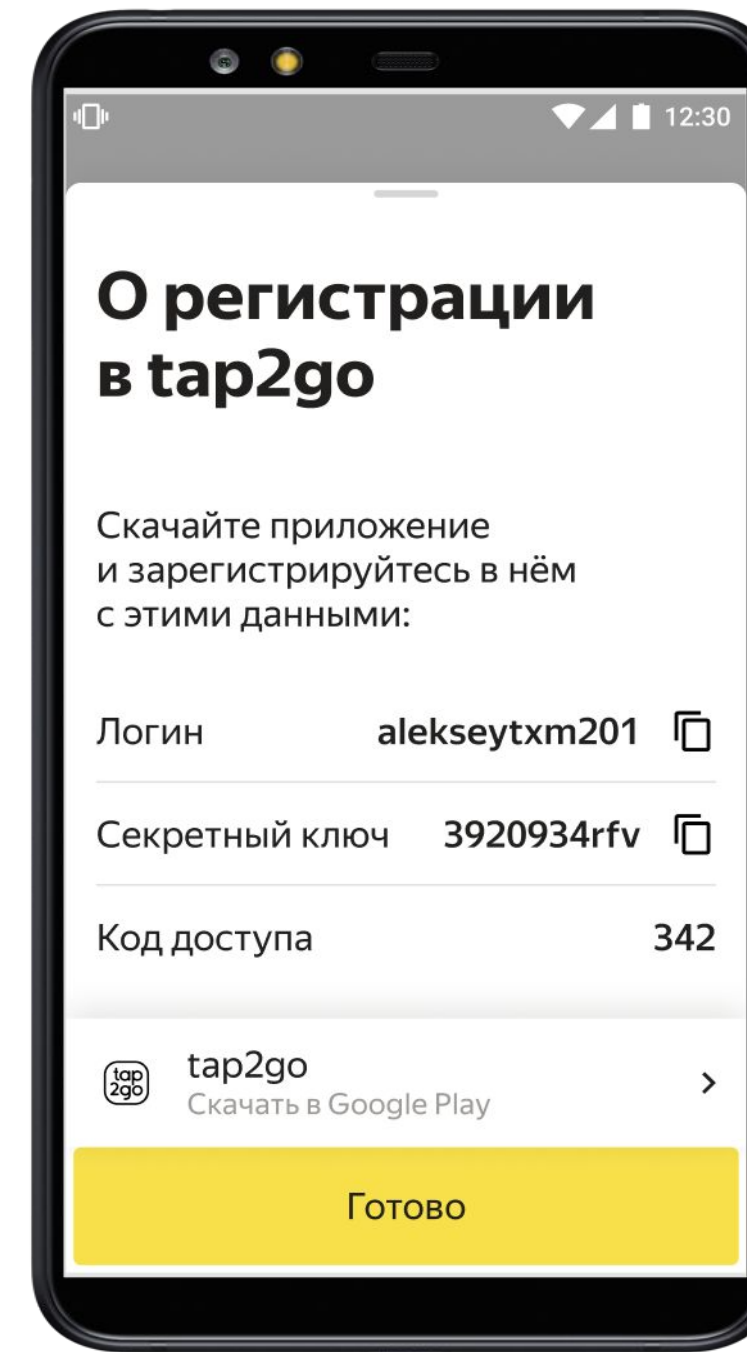 12:30
О регистрации
в tap2go
Скачайте приложение
и зарегистрируйтесь в нём
с этими данными:
Логин alekseytxm201
Секретный ключ 3920934rfv
Код доступа 342
tap
2go
tap2go
Скачать в Google Play
Готово